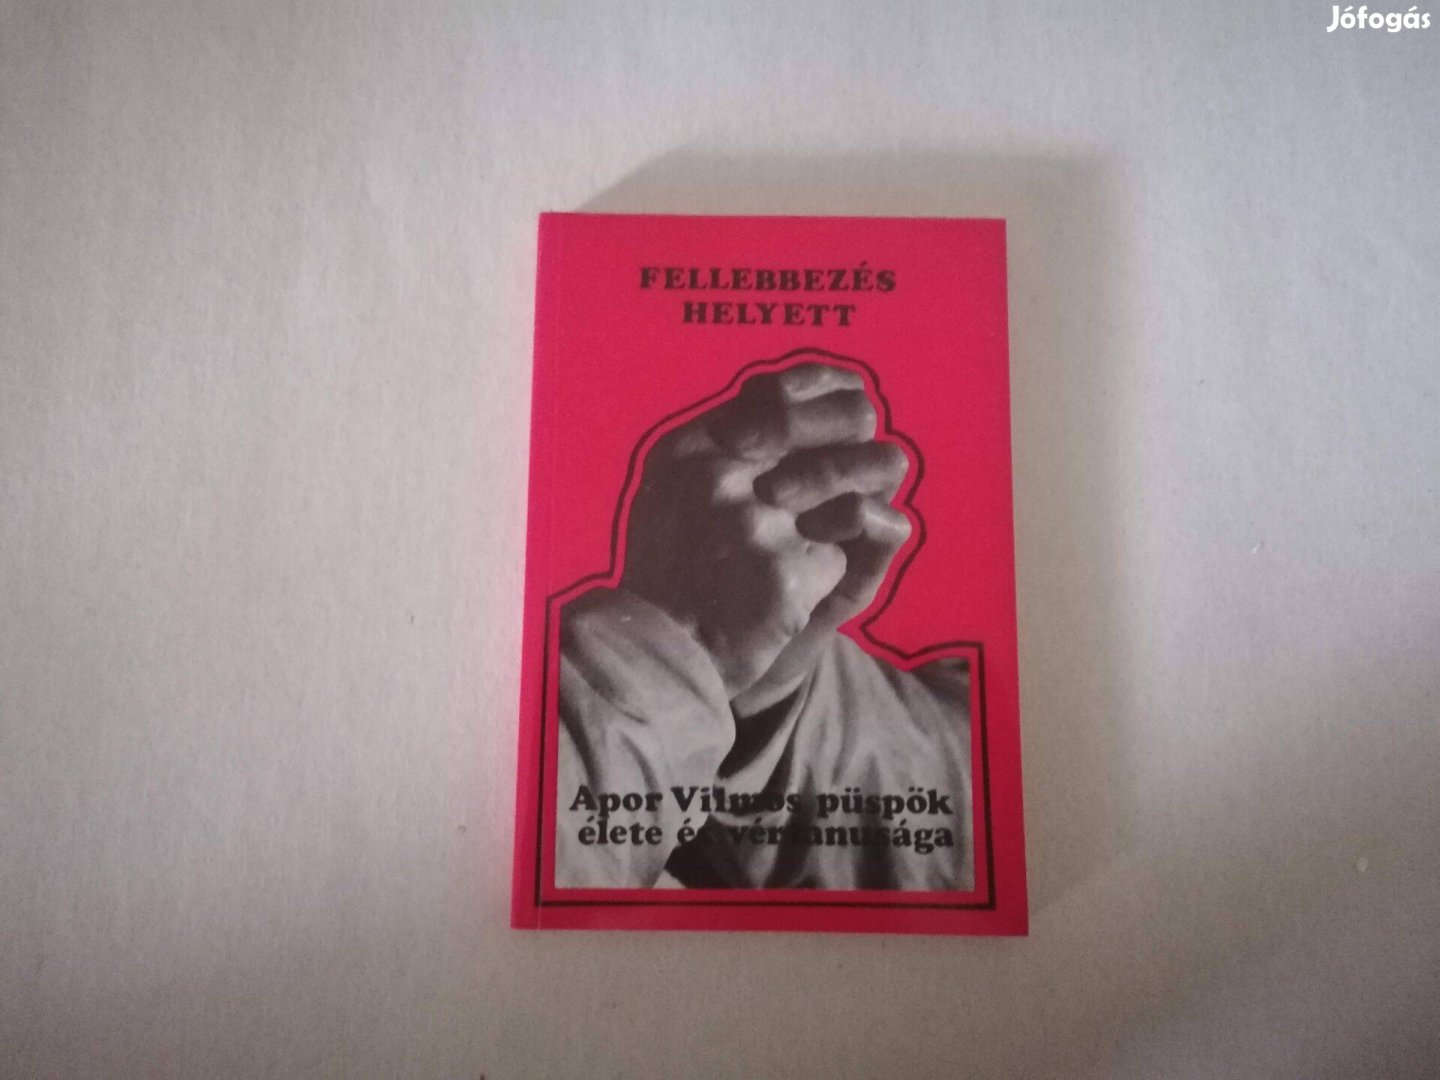 Jófogás
FELLEBBEZÉS
HELYETT
Apor Vilmos püspök
élete és vértanusága